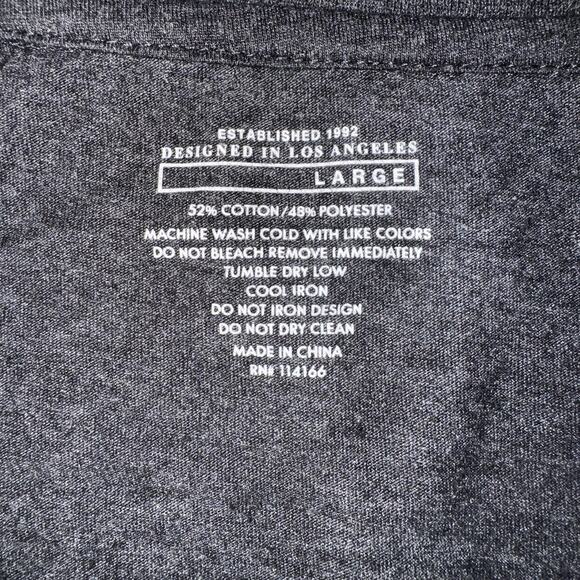 ESTABLISHED 1992
DESIGNED IN LOS ANGELES
LARGE
52% COTTON/48% POLYESTER
MACHINE WASH COLD WITH LIKE COLORS
DO NOT BLEACH REMOVE IMMEDIATELY
TUMBLE DRY LOW
COOL IRON
DO NOT IRON DESIGN
DO NOT DRY CLEAN
MADE IN CHINA
RN# 114166